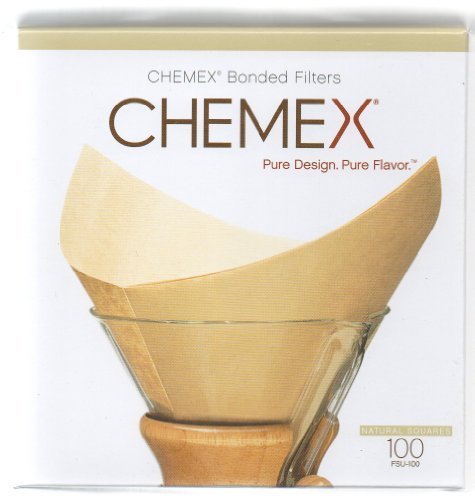 CHEMEX® Bonded Filters
CHEMEX®
Pure Design. Pure Flavor.™
NATURAL SQUARES
100
FSU-100